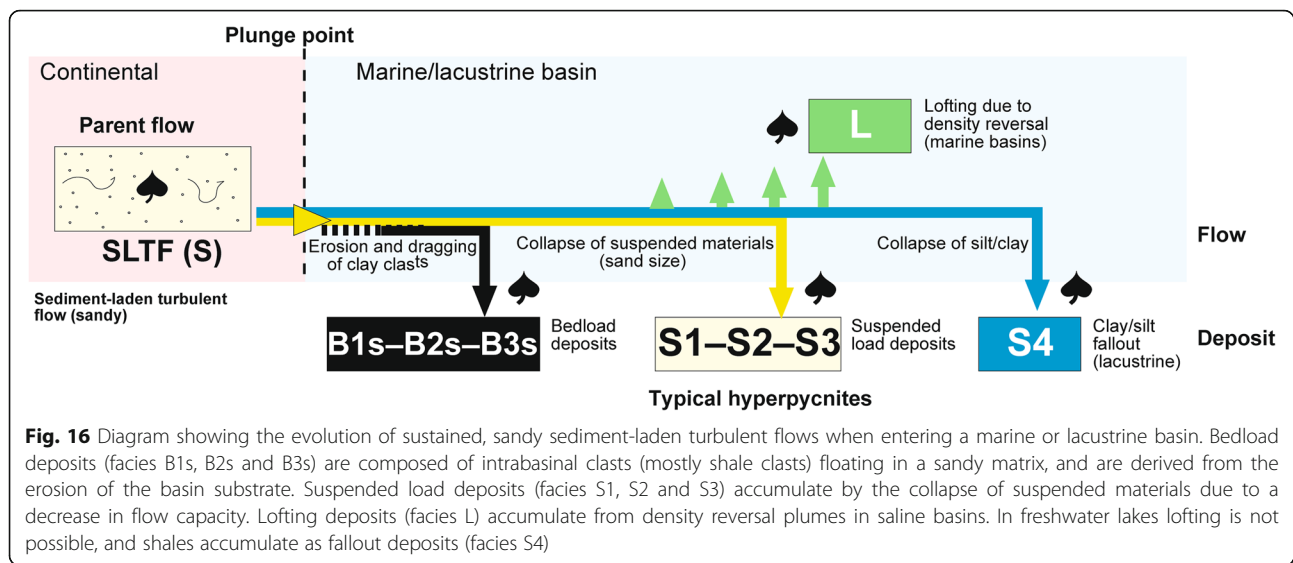 Plunge point
Continental
Marine/lacustrine basin
Parent flow
SLTF (S)
Sediment-laden turbulent
flow (sandy)
L
Lofting due to
density reversal
(marine basins)
Erosion and dragging
of clay clasts
Collapse of suspended materials
(sand size)
Collapse of silt/clay
Flow
B1s–B2s–B3s
Bedload
deposits
S1–S2–S3
Suspended
load deposits
S4
Clay/silt
fallout
(lacustrine)
Deposit
Typical hyperpycnites
Fig. 16 Diagram showing the evolution of sustained, sandy sediment-laden turbulent flows when entering a marine or lacustrine basin. Bedload
deposits (facies B1s, B2s and B3s) are composed of intrabasinal clasts (mostly shale clasts) floating in a sandy matrix, and are derived from the
erosion of the basin substrate. Suspended load deposits (facies S1, S2 and S3) accumulate by the collapse of suspended materials due to a
decrease in flow capacity. Lofting deposits (facies L) accumulate from density reversal plumes in saline basins. In freshwater lakes lofting is not
possible, and shales accumulate as fallout deposits (facies S4)